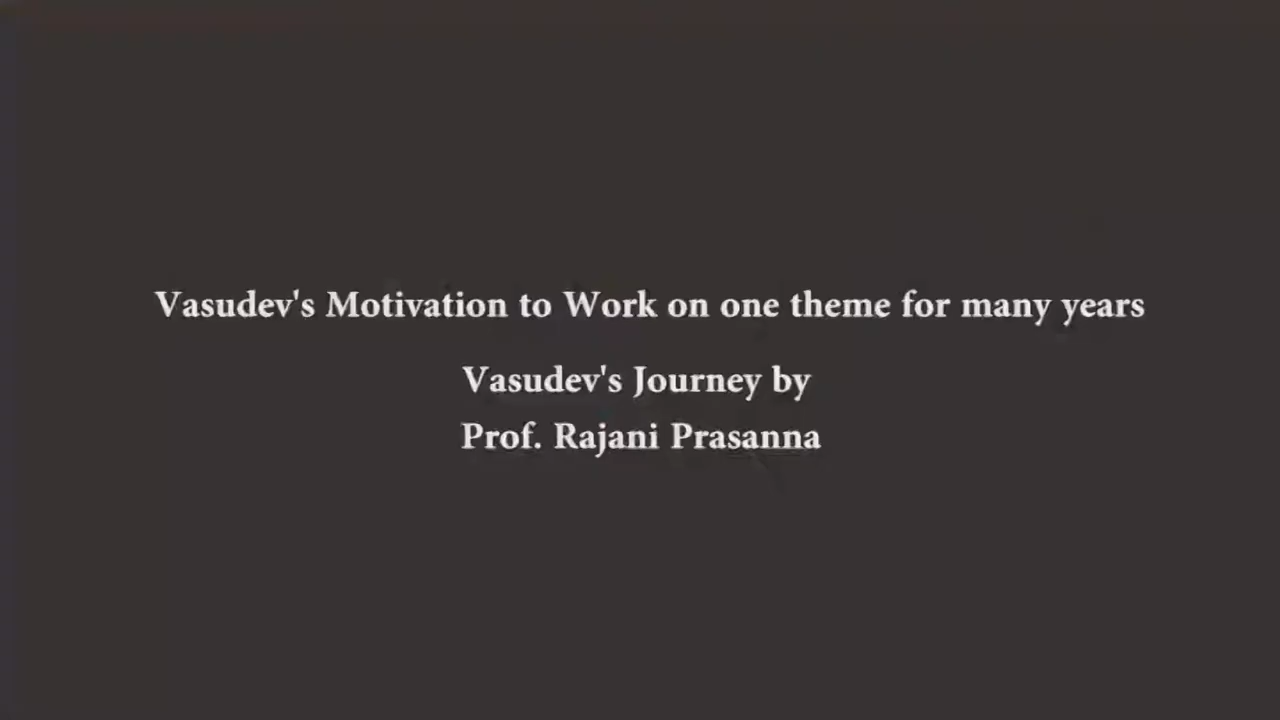 Vasudev's Motivation to Work on one theme for many years
Vasudev's Journey by
Prof. Rajani Prasanna